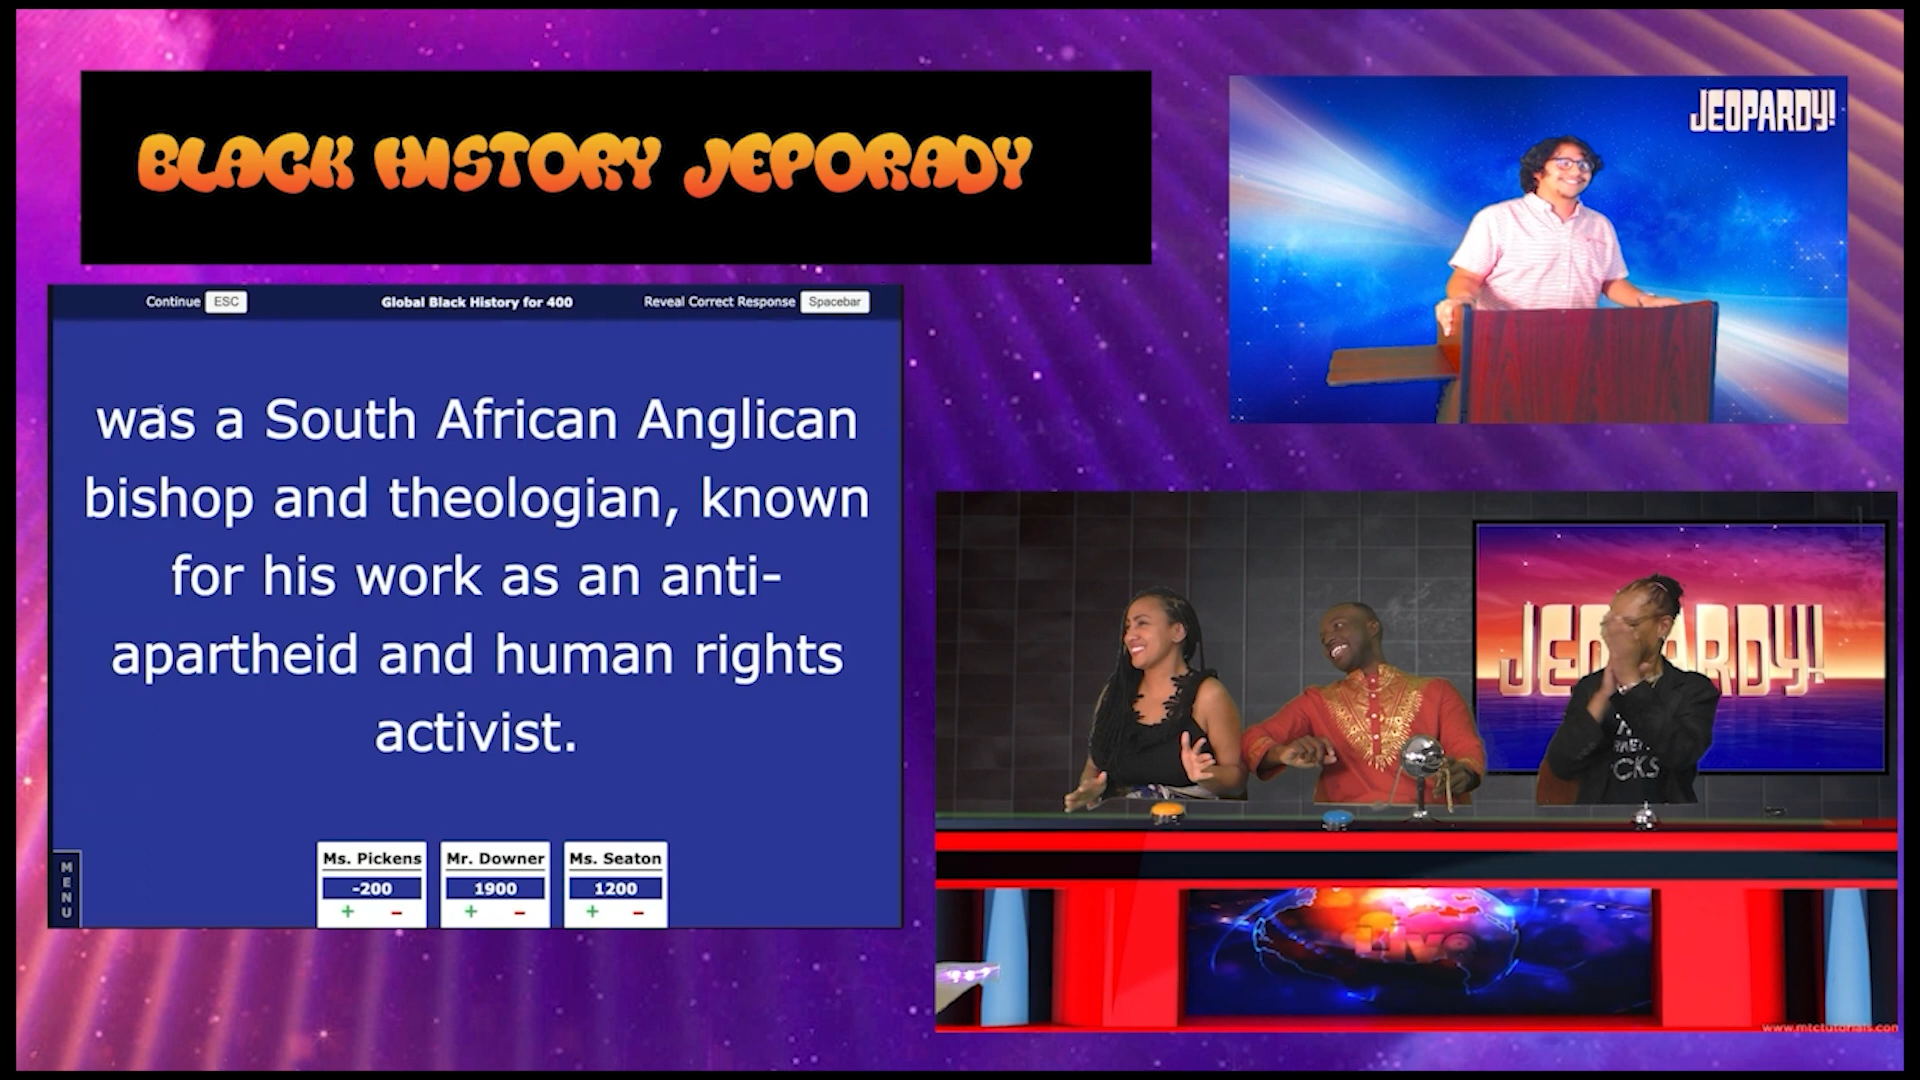 BLACK HISTORY JEPORADY
JEOPARDY!
Continue ESC
Global Black History for 400
Reveal Correct Response Spacebar
was a South African Anglican
bishop and theologian, known
for his work as an anti-
apartheid and human rights
activist.
MENU
Ms. Pickens
-200
+ −
Mr. Downer
1900
+ −
Ms. Seaton
1200
+ −
Live
www.mtctutorials.com